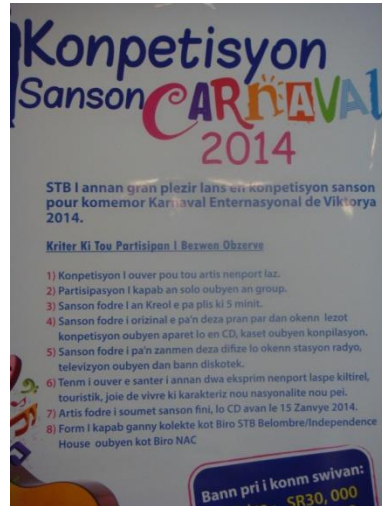 Konpetisyon
Sanson CARNAVAL
2014
STB I annan gran plezir lans en konpetisyon sanson
pour komemor Karnaval Enternasyonal de Viktorya
2014.
Kriter Ki Tou Partisipan I Bezwen Obzerve
1) Konpetisyon I ouver pou tou artis nenport laz.
2) Partisipasyon I kapab an solo oubyen an group.
3) Sanson fodre I an Kreol e pa plis ki 5 minit.
4) Sanson fodre i orizinal e pa'n deza pran par dan okenn lezot
konpetisyon oubyen aparet lo en CD, kaset oubyen konpilasyon.
5) Sanson fodre i pa'n zanmen deza difize lo okenn stasyon radyo,
televizyon oubyen dan bann diskotek.
6) Tenm i ouver e santer i annan dwa eksprim nenport laspe kiltirel,
touristik, joie de vivre ki karakteriz nou nasyonalite nou pei.
7) Artis fodre i soumet sanson fini, lo CD avan le 15 Zanvye 2014.
8) Form I kapab ganny kolekte kot Biro STB Belombre/Independence
House oubyen kot Biro NAC
Bann pri i konm swivan:
SR30, 000